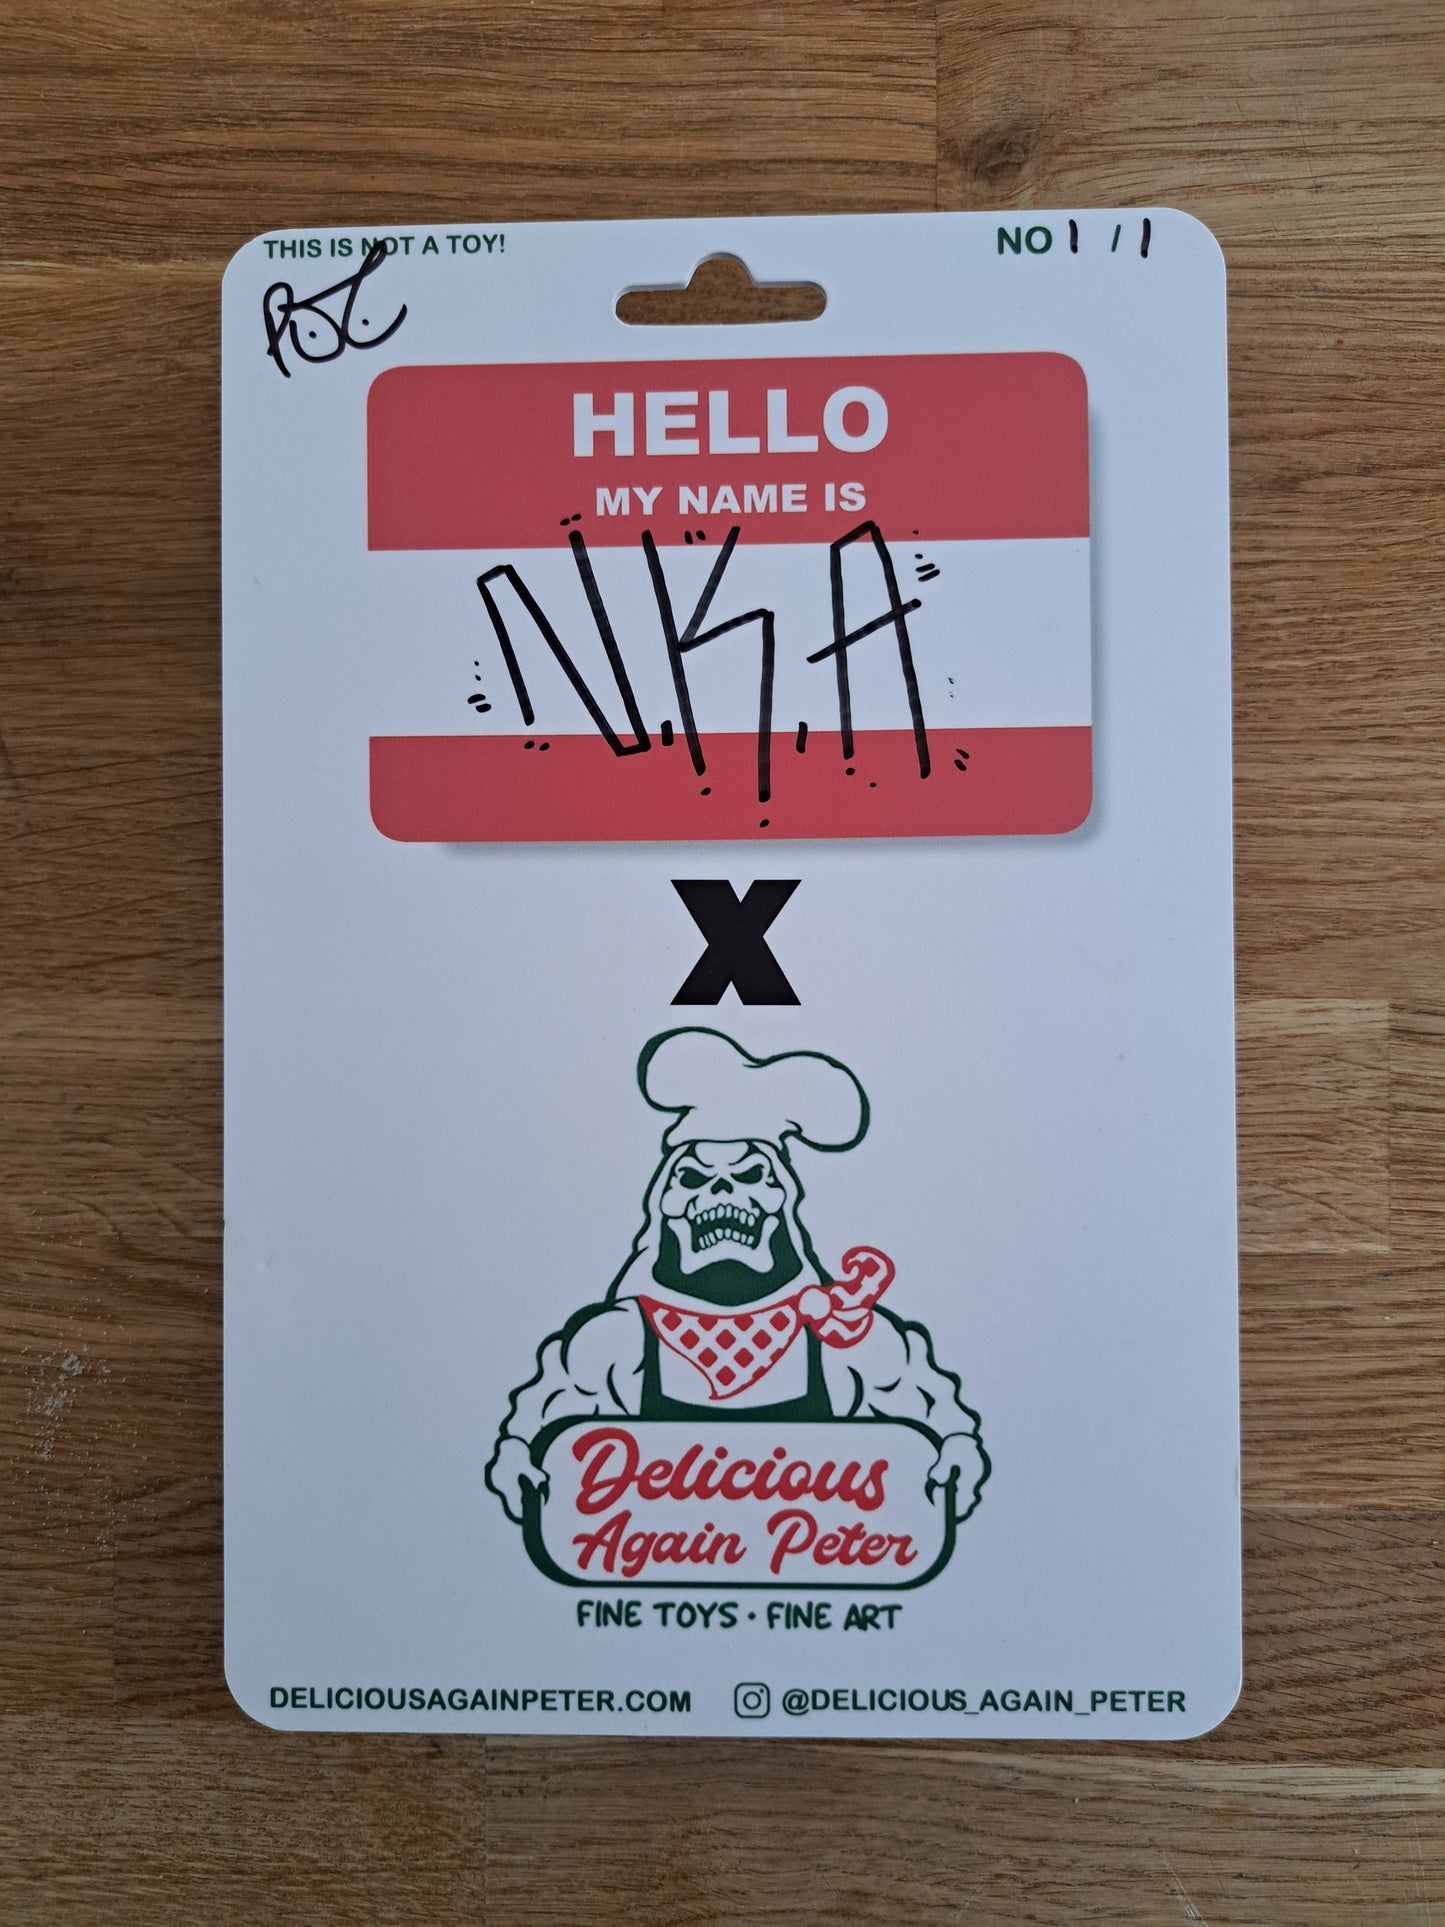 THIS IS NOT A TOY!
NO 1 / 1
HELLO
MY NAME IS
N.K.A
X
Delicious
Again Peter
FINE TOYS · FINE ART
DELICIOUSAGAINPETER.COM @DELICIOUS_AGAIN_PETER